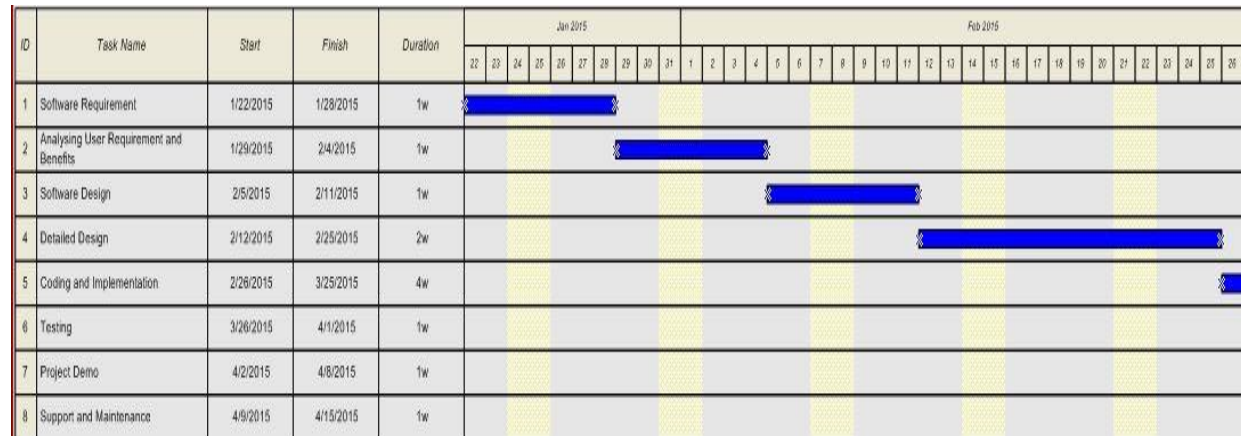 ID Task Name Start Finish Duration Jan 2015 Feb 2015
22 23 24 25 26 27 28 29 30 31 1 2 3 4 5 6 7 8 9 10 11 12 13 14 15 16 17 18 19 20 21 22 23 24 25 26
1 Software Requirement 1/22/2015 1/28/2015 1w
2 Analysing User Requirement and
Benefits 1/29/2015 2/4/2015 1w
3 Software Design 2/5/2015 2/11/2015 1w
4 Detailed Design 2/12/2015 2/25/2015 2w
5 Coding and Implementation 2/26/2015 3/25/2015 4w
6 Testing 3/26/2015 4/1/2015 1w
7 Project Demo 4/2/2015 4/8/2015 1w
8 Support and Maintenance 4/9/2015 4/15/2015 1w